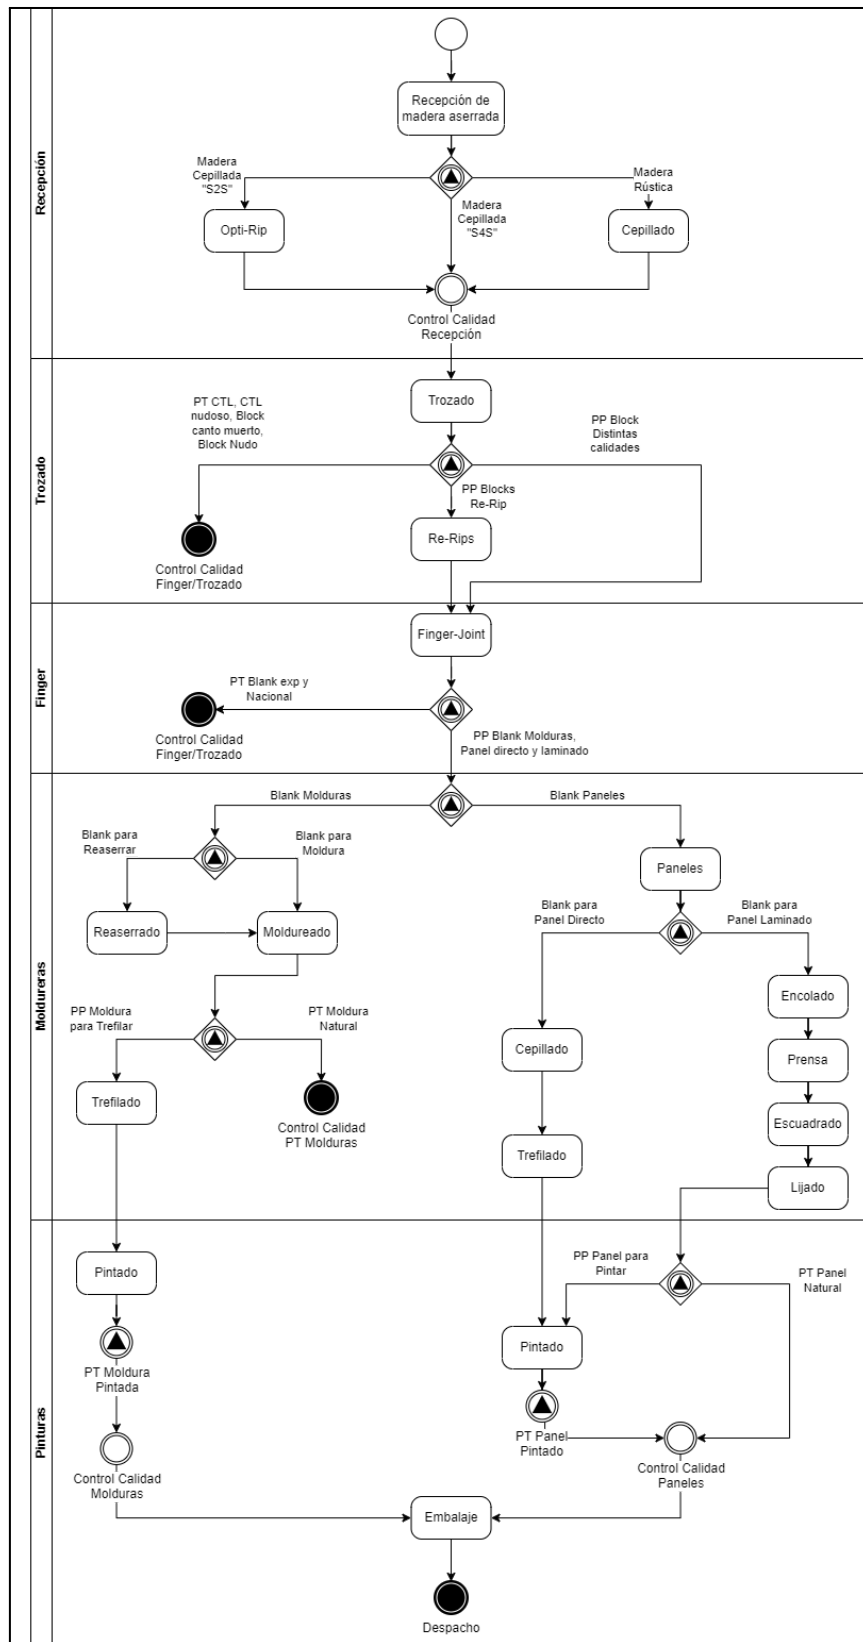 Recepción
Recepción de
madera aserrada
Madera
Cepillada
"S2S"
Madera
Cepillada
"S4S"
Madera
Rústica
Opti-Rip
Cepillado
Control Calidad
Recepción
Trozado
Trozado
PT CTL, CTL
nudoso, Block
canto muerto,
Block Nudo
PP Block
Distintas
calidades
PP Blocks
Re-Rip
Re-Rips
Control Calidad
Finger/Trozado
Finger
Finger-Joint
PT Blank exp y
Nacional
Control Calidad
Finger/Trozado
PP Blank Molduras,
Panel directo y laminado
Moldureras
Blank Molduras
Blank Paneles
Blank para
Reaserrar
Blank para
Moldura
Paneles
Reaserrado
Moldureado
Blank para
Panel Directo
Blank para
Panel Laminado
Encolado
PP Moldura
para Trefilar
PT Moldura
Natural
Cepillado
Prensa
Trefilado
Control Calidad
PT Molduras
Escuadrado
Trefilado
Lijado
Pinturas
Pintado
PP Panel para
Pintar
PT Panel
Natural
PT Moldura
Pintada
Pintado
PT Panel
Pintado
Control Calidad
Molduras
Control Calidad
Paneles
Embalaje
Despacho